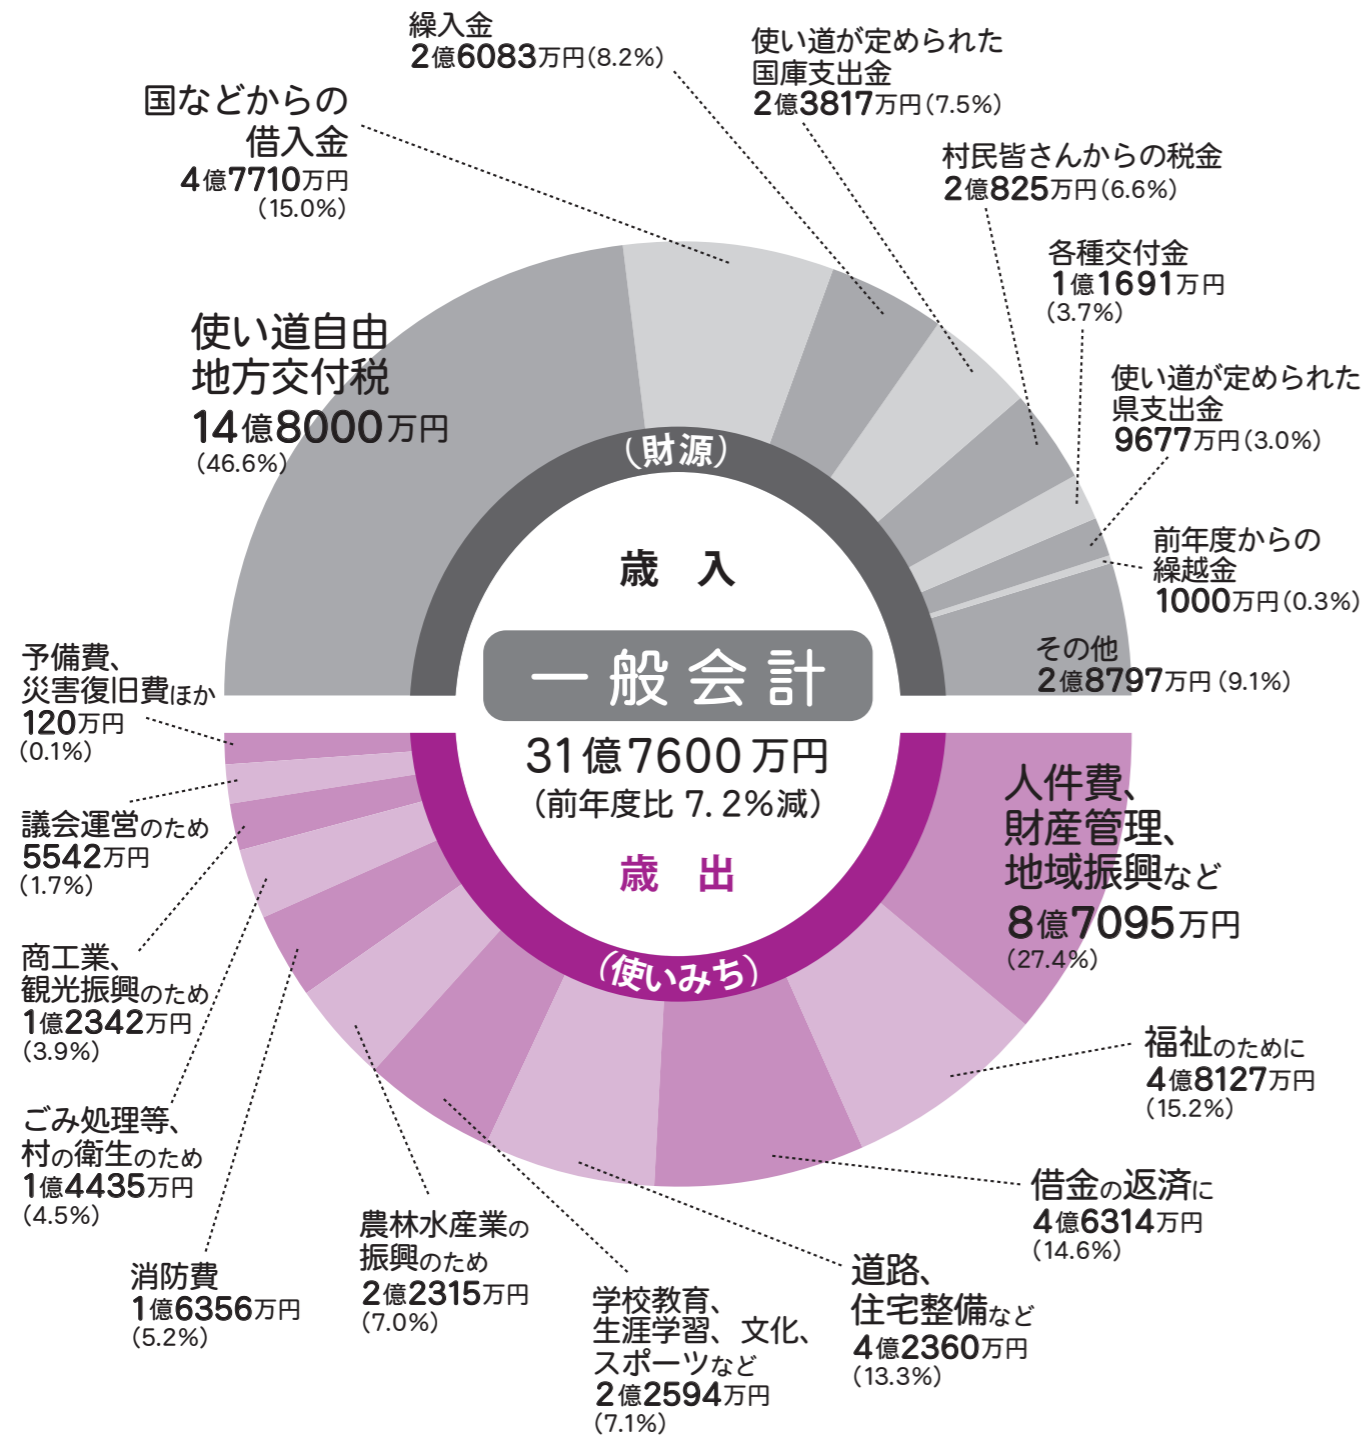 繰入金
2億6083万円(8.2%)
使い道が定められた
国庫支出金
2億3817万円(7.5%)
国などからの
借入金
4億7710万円
(15.0%)
村民皆さんからの税金
2億825万円(6.6%)
各種交付金
1億1691万円
(3.7%)
使い道自由
地方交付税
14億8000万円
(46.6%)
使い道が定められた
県支出金
9677万円(3.0%)
前年度からの
繰越金
1000万円(0.3%)
その他
2億8797万円(9.1%)
(財源)
歳 入
一般会計
31億7600万円
(前年度比 7.2%減)
歳 出
(使いみち)
人件費、
財産管理、
地域振興など
8億7095万円
(27.4%)
福祉のために
4億8127万円
(15.2%)
借金の返済に
4億6314万円
(14.6%)
道路、
住宅整備など
4億2360万円
(13.3%)
学校教育、
生涯学習、文化、
スポーツなど
2億2594万円
(7.1%)
農林水産業の
振興のため
2億2315万円
(7.0%)
消防費
1億6356万円
(5.2%)
ごみ処理等、
村の衛生のため
1億4435万円
(4.5%)
商工業、
観光振興のため
1億2342万円
(3.9%)
議会運営のため
5542万円
(1.7%)
予備費、
災害復旧費ほか
120万円
(0.1%)